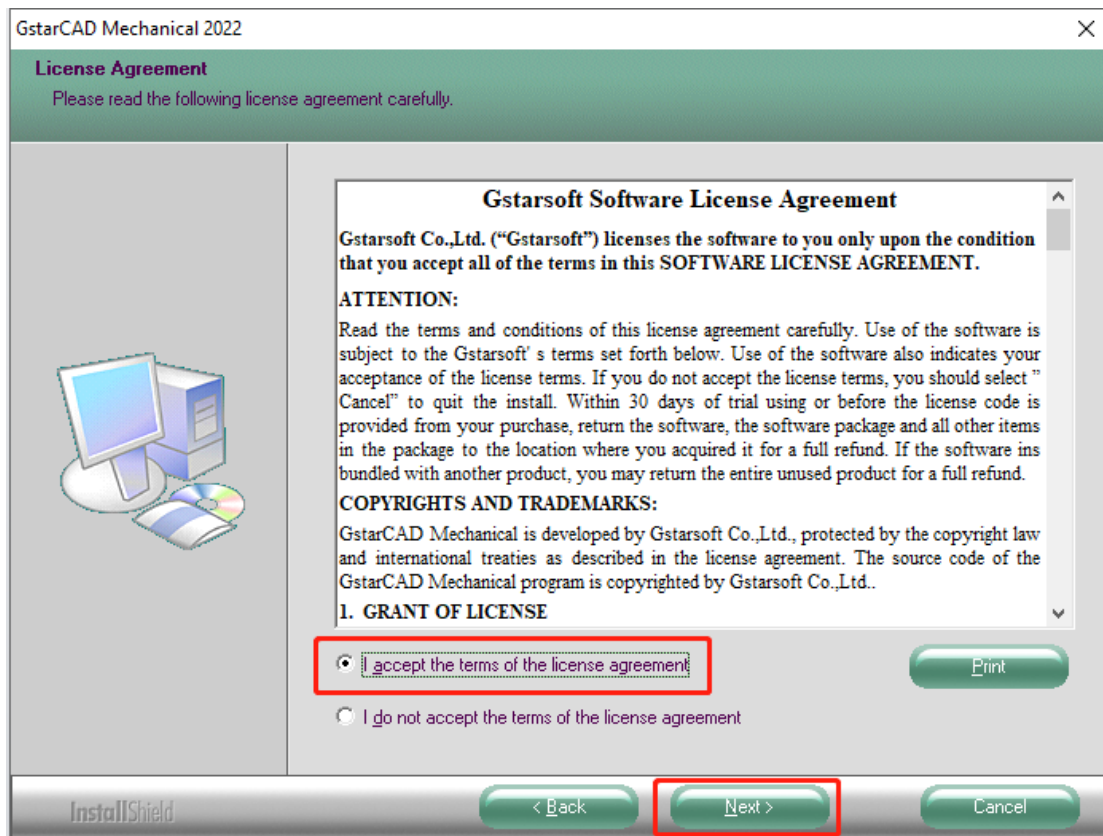 GstarCAD Mechanical 2022
License Agreement
Please read the following license agreement carefully.
Gstarsoft Software License Agreement
Gstarsoft Co.,Ltd. (“Gstarsoft”) licenses the software to you only upon the condition
that you accept all of the terms in this SOFTWARE LICENSE AGREEMENT.
ATTENTION:
Read the terms and conditions of this license agreement carefully. Use of the software is
subject to the Gstarsoft' s terms set forth below. Use of the software also indicates your
acceptance of the license terms. If you do not accept the license terms, you should select ”
Cancel” to quit the install. Within 30 days of trial using or before the license code is
provided from your purchase, return the software, the software package and all other items
in the package to the location where you acquired it for a full refund. If the software ins
bundled with another product, you may return the entire unused product for a full refund.
COPYRIGHTS AND TRADEMARKS:
GstarCAD Mechanical is developed by Gstarsoft Co.,Ltd., protected by the copyright law
and international treaties as described in the license agreement. The source code of the
GstarCAD Mechanical program is copyrighted by Gstarsoft Co.,Ltd..
1. GRANT OF LICENSE
I accept the terms of the license agreement
Print
I do not accept the terms of the license agreement
InstallShield
< Back
Next >
Cancel